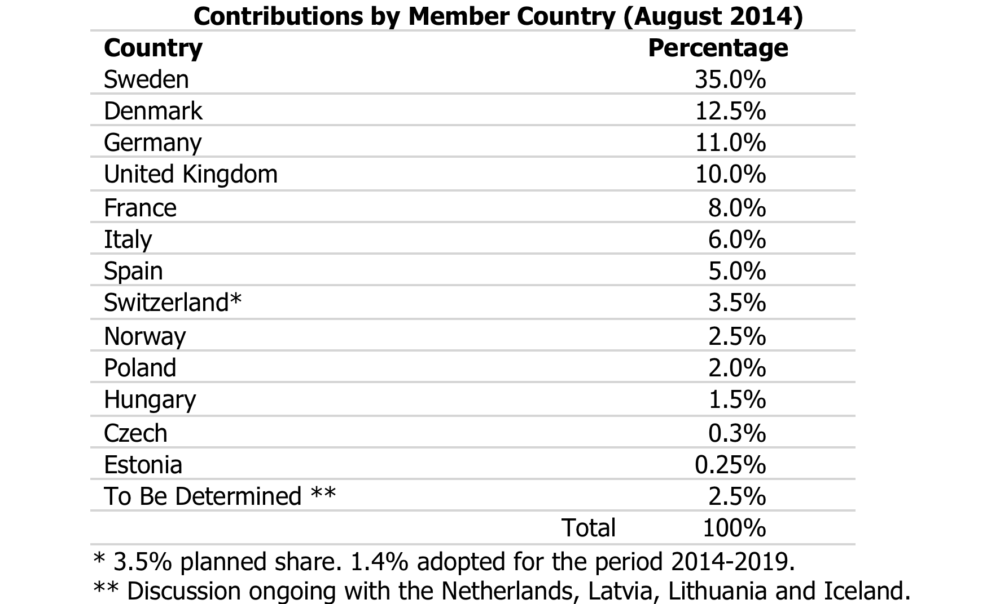 Contributions by Member Country (August 2014)
Country Percentage
Sweden 35.0%
Denmark 12.5%
Germany 11.0%
United Kingdom 10.0%
France 8.0%
Italy 6.0%
Spain 5.0%
Switzerland* 3.5%
Norway 2.5%
Poland 2.0%
Hungary 1.5%
Czech 0.3%
Estonia 0.25%
To Be Determined ** 2.5%
Total 100%
* 3.5% planned share. 1.4% adopted for the period 2014-2019.
** Discussion ongoing with the Netherlands, Latvia, Lithuania and Iceland.